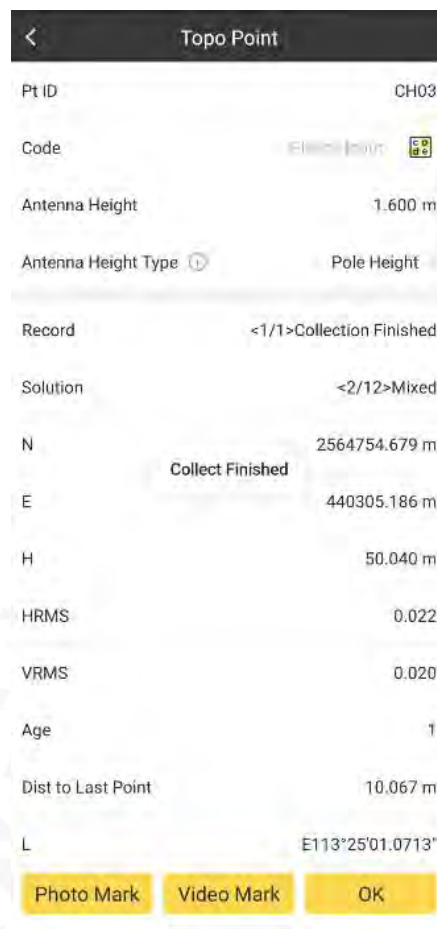 Topo Point
Pt ID CH03
Code code
Antenna Height 1.600 m
Antenna Height Type Pole Height
Record <1/1>Collection Finished
Solution <2/12>Mixed
N 2564754.679 m
Collect Finished
E 440305.186 m
H 50.040 m
HRMS 0.022
VRMS 0.020
Age 1
Dist to Last Point 10.067 m
L E113°25'01.0713"
Photo Mark Video Mark OK